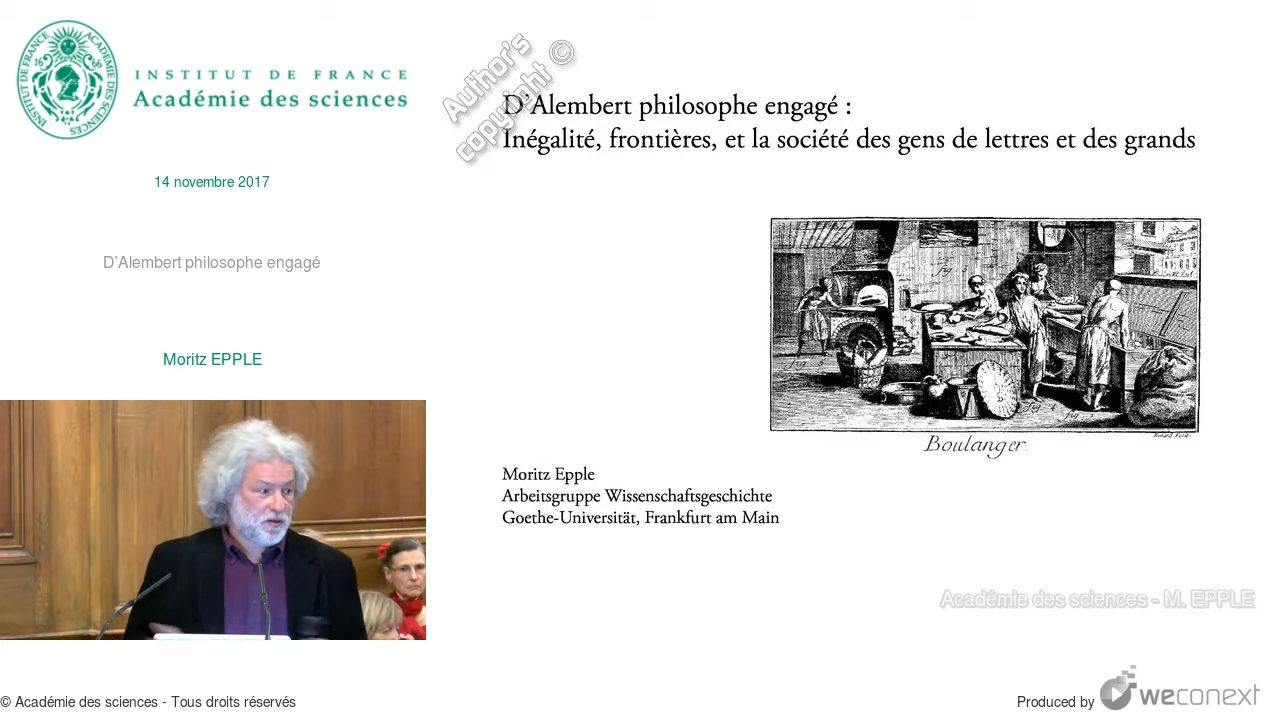 INSTITUT DE FRANCE
Académie des sciences
14 novembre 2017
D'Alembert philosophe engagé
Moritz EPPLE
Author's
copyright ©
D'Alembert philosophe engagé :
Inégalité, frontières, et la société des gens de lettres et des grands
Boulanger.
Moritz Epple
Arbeitsgruppe Wissenschaftsgeschichte
Goethe-Universität, Frankfurt am Main
Académie des sciences - M. EPPLE
© Académie des sciences - Tous droits réservés
Produced by weconext